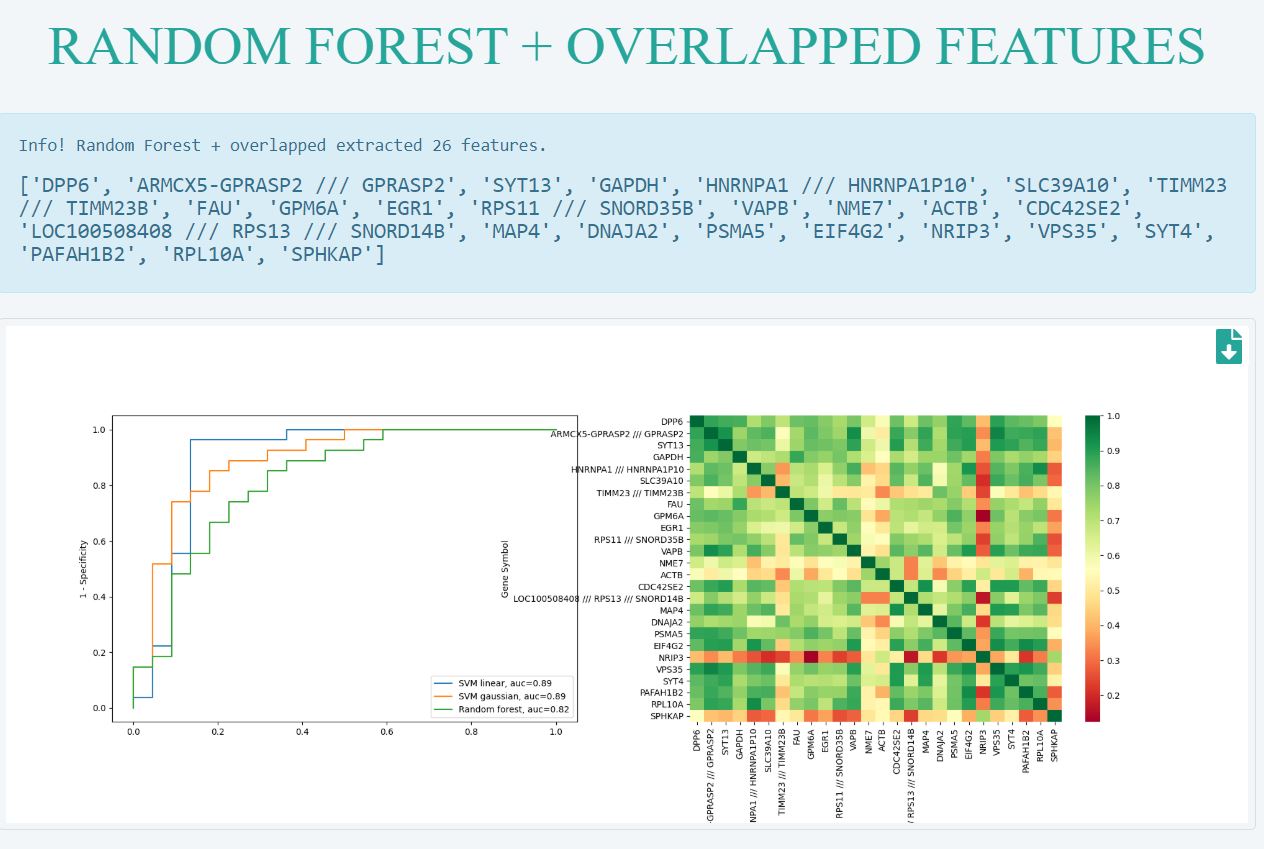 RANDOM FOREST + OVERLAPPED FEATURES
Info! Random Forest + overlapped extracted 26 features.
['DPP6', 'ARMCX5-GPRASP2 /// GPRASP2', 'SYT13', 'GAPDH', 'HNRNPA1 /// HNRNPA1P10', 'SLC39A10', 'TIMM23
/// TIMM23B', 'FAU', 'GPM6A', 'EGR1', 'RPS11 /// SNORD35B', 'VAPB', 'NME7', 'ACTB', 'CDC42SE2',
'LOC100508408 /// RPS13 /// SNORD14B', 'MAP4', 'DNAJA2', 'PSMA5', 'EIF4G2', 'NRIP3', 'VPS35', 'SYT4',
'PAFAH1B2', 'RPL10A', 'SPHKAP']
1 - Specificity
1.0
0.8
0.6
0.4
0.2
0.0
0.0
0.2
0.4
0.6
0.8
1.0
SVM linear, auc=0.89
SVM gaussian, auc=0.89
Random forest, auc=0.82
Gene Symbol
DPP6
ARMCX5-GPRASP2 /// GPRASP2
SYT13
GAPDH
HNRNPA1 /// HNRNPA1P10
SLC39A10
TIMM23 /// TIMM23B
FAU
GPM6A
EGR1
RPS11 /// SNORD35B
VAPB
NME7
ACTB
CDC42SE2
LOC100508408 /// RPS13 /// SNORD14B
MAP4
DNAJA2
PSMA5
EIF4G2
NRIP3
VPS35
SYT4
PAFAH1B2
RPL10A
SPHKAP
DPP6
-GPRASP2 /// GPRASP2
SYT13
GAPDH
NPA1 /// HNRNPA1P10
SLC39A10
TIMM23 /// TIMM23B
FAU
GPM6A
EGR1
RPS11 /// SNORD35B
VAPB
NME7
ACTB
CDC42SE2
/ RPS13 /// SNORD14B
MAP4
DNAJA2
PSMA5
EIF4G2
NRIP3
VPS35
SYT4
PAFAH1B2
RPL10A
SPHKAP
1.0
0.9
0.8
0.7
0.6
0.5
0.4
0.3
0.2